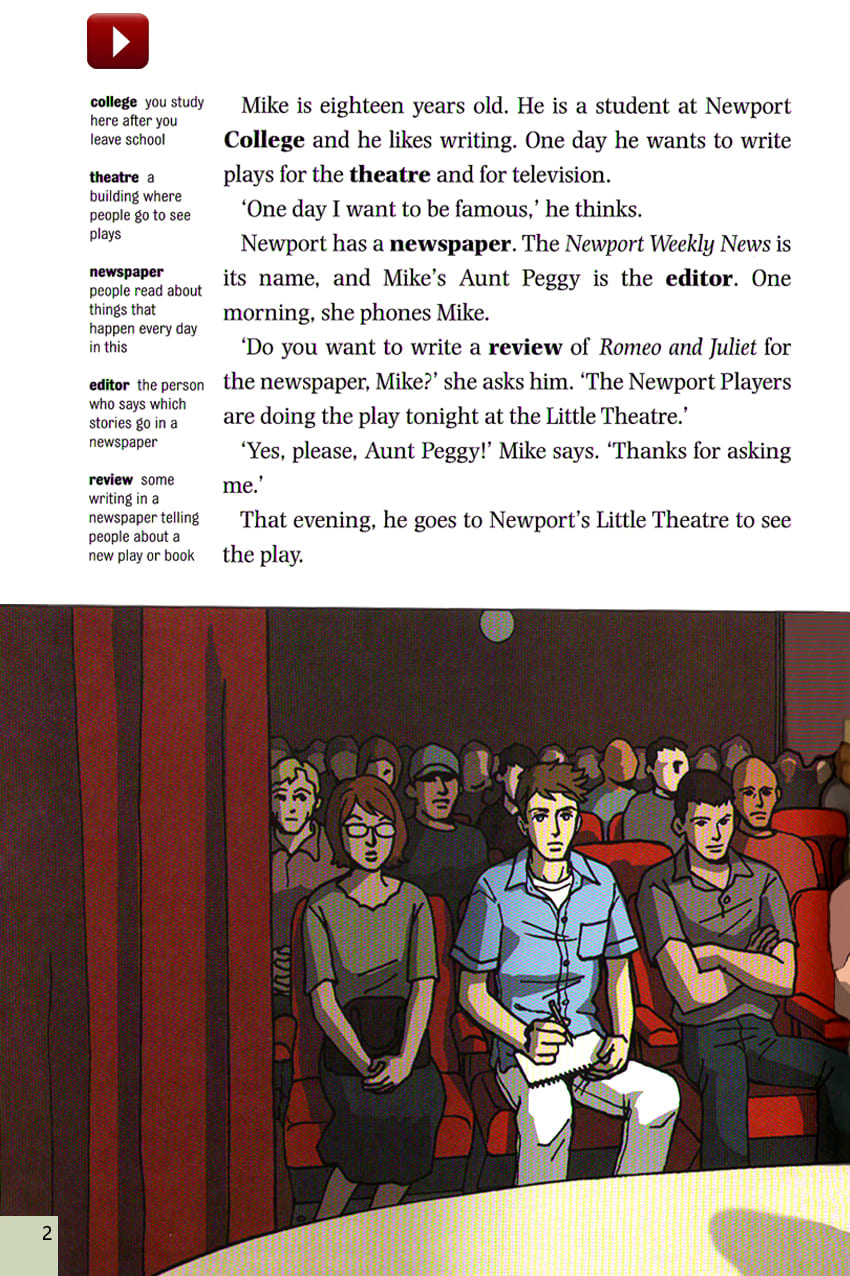 college you study
here after you
leave school
theatre a
building where
people go to see
plays
newspaper
people read about
things that
happen every day
in this
editor the person
who says which
stories go in a
newspaper
review some
writing in a
newspaper telling
people about a
new play or book
Mike is eighteen years old. He is a student at Newport
College and he likes writing. One day he wants to write
plays for the theatre and for television.
‘One day I want to be famous,’ he thinks.
Newport has a newspaper. The Newport Weekly News is
its name, and Mike’s Aunt Peggy is the editor. One
morning, she phones Mike.
‘Do you want to write a review of Romeo and Juliet for
the newspaper, Mike?’ she asks him. ‘The Newport Players
are doing the play tonight at the Little Theatre.’
‘Yes, please, Aunt Peggy!’ Mike says. ‘Thanks for asking
me.’
That evening, he goes to Newport’s Little Theatre to see
the play.
2